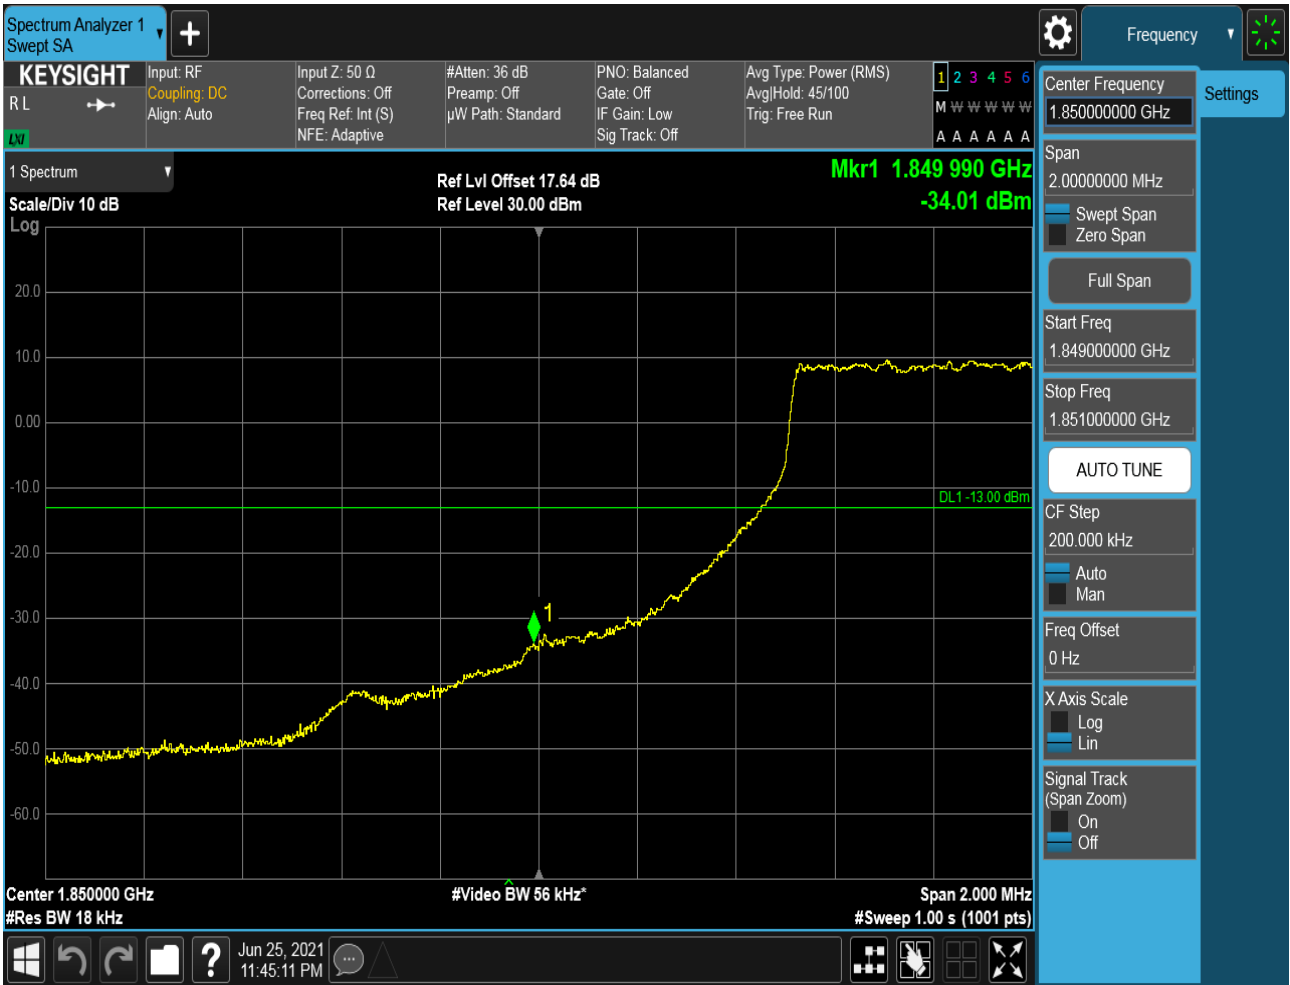 Spectrum Analyzer 1
Swept SA
Frequency
KEYSIGHT
R L
LXI
Input: RF
Coupling: DC
Align: Auto
Input Z: 50 Ω
Corrections: Off
Freq Ref: Int (S)
NFE: Adaptive
#Atten: 36 dB
Preamp: Off
µW Path: Standard
PNO: Balanced
Gate: Off
IF Gain: Low
Sig Track: Off
Avg Type: Power (RMS)
Avg|Hold: 45/100
Trig: Free Run
1 2 3 4 5 6
M W W W W W
A A A A A A
1 Spectrum
Scale/Div 10 dB
Log
Ref Lvl Offset 17.64 dB
Ref Level 30.00 dBm
Mkr1 1.849 990 GHz
-34.01 dBm
20.0
10.0
0.00
-10.0
-20.0
-30.0
-40.0
-50.0
-60.0
DL1 -13.00 dBm
1
Center 1.850000 GHz
#Res BW 18 kHz
#Video BW 56 kHz*
Span 2.000 MHz
#Sweep 1.00 s (1001 pts)
Center Frequency
1.850000000 GHz
Settings
Span
2.00000000 MHz
Swept Span
Zero Span
Full Span
Start Freq
1.849000000 GHz
Stop Freq
1.851000000 GHz
AUTO TUNE
CF Step
200.000 kHz
Auto
Man
Freq Offset
0 Hz
X Axis Scale
Log
Lin
Signal Track
(Span Zoom)
On
Off
?
Jun 25, 2021
11:45:11 PM